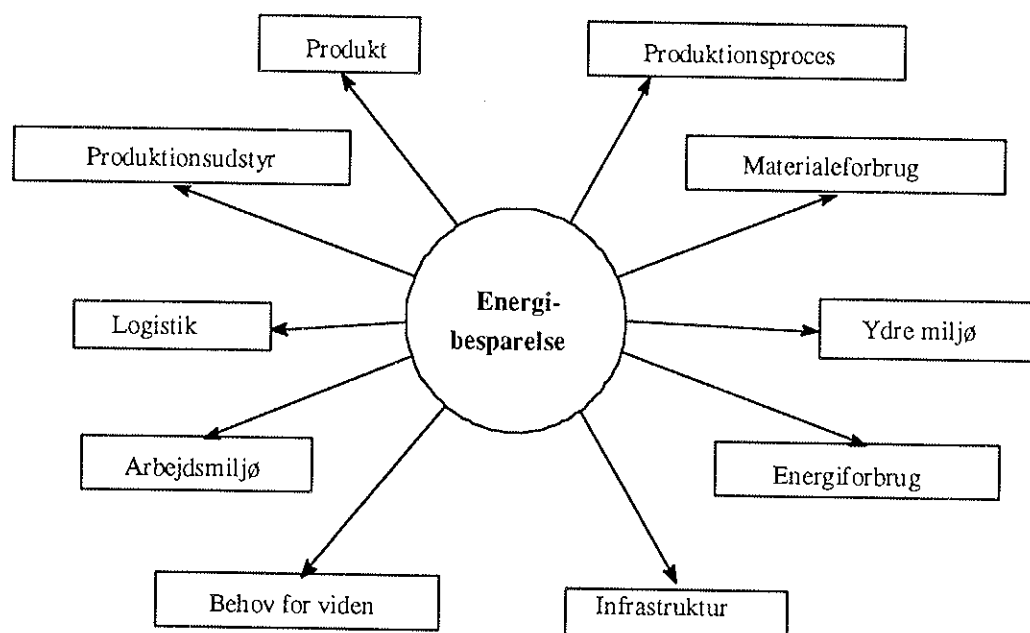 Produkt
Produktionsproces
Produktionsudstyr
Materialeforbrug
Energi-
besparelse
Logistik
Ydre miljø
Arbejdsmiljø
Energiforbrug
Behov for viden
Infrastruktur